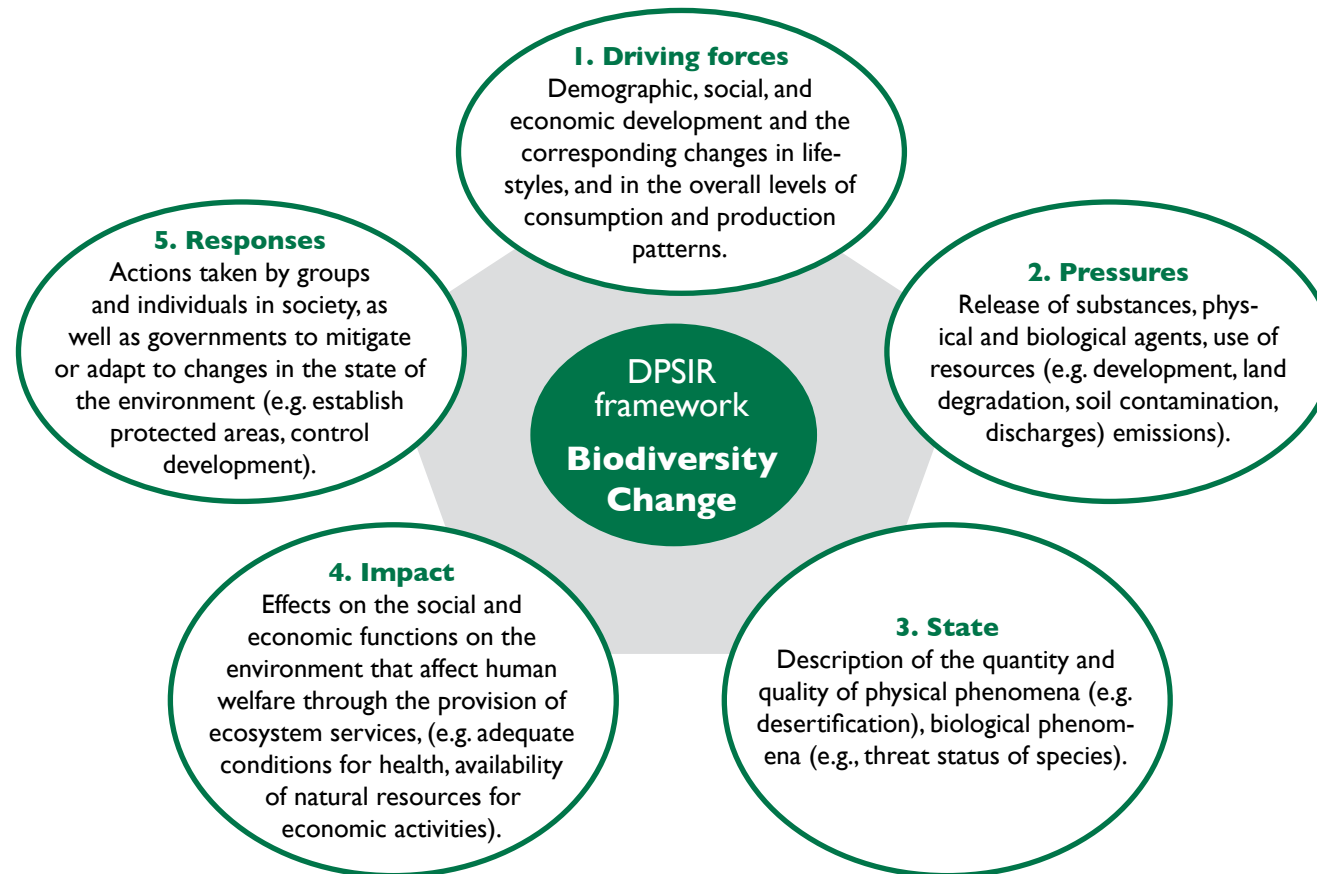 1. Driving forces
Demographic, social, and
economic development and the
corresponding changes in life-
styles, and in the overall levels of
consumption and production
patterns.
2. Pressures
Release of substances, phys-
ical and biological agents, use of
resources (e.g. development, land
degradation, soil contamination,
discharges) emissions).
3. State
Description of the quantity and
quality of physical phenomena (e.g.
desertification), biological phenom-
ena (e.g., threat status of species).
4. Impact
Effects on the social and
economic functions on the
environment that affect human
welfare through the provision of
ecosystem services, (e.g. adequate
conditions for health, availability
of natural resources for
economic activities).
5. Responses
Actions taken by groups
and individuals in society, as
well as governments to mitigate
or adapt to changes in the state of
the environment (e.g. establish
protected areas, control
development).
DPSIR
framework
Biodiversity
Change